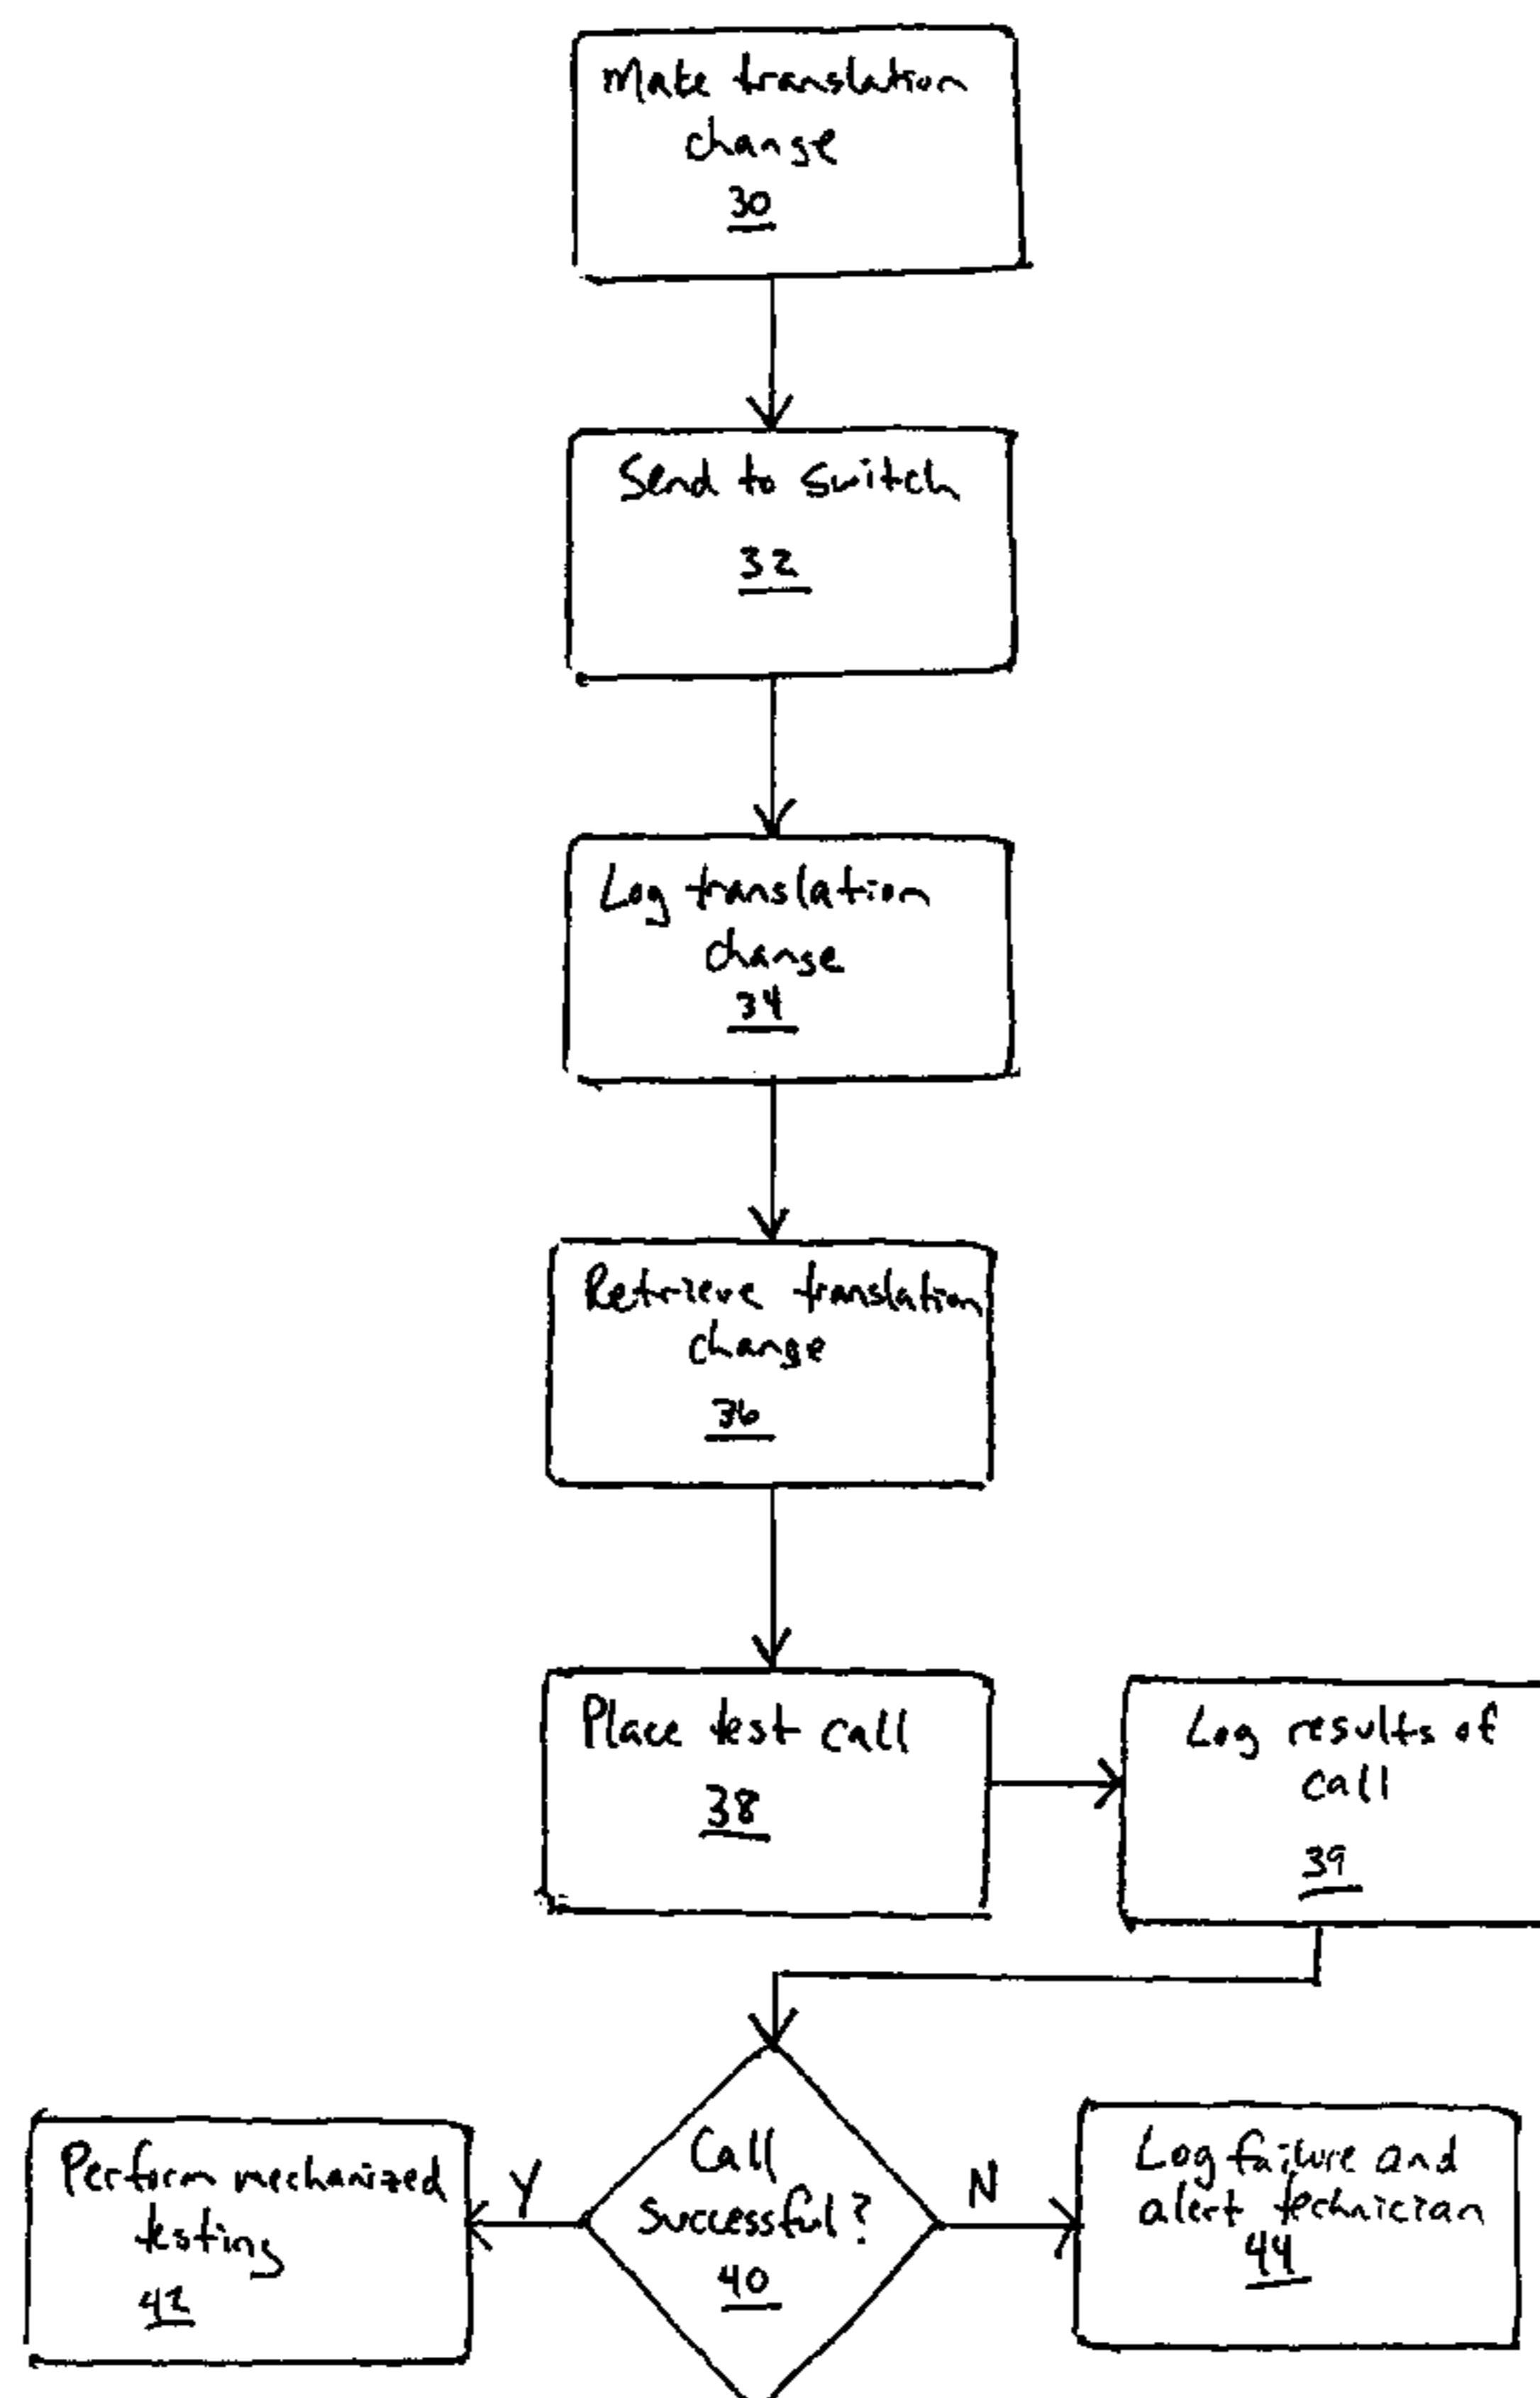 Make translation
change
30
Send to switch
32
Log translation
change
34
Retrieve translation
change
36
Place test call
38
Log results of
call
39
Call
Successful?
40
Y
N
Perform mechanized
testing
42
Log failure and
alert technician
44